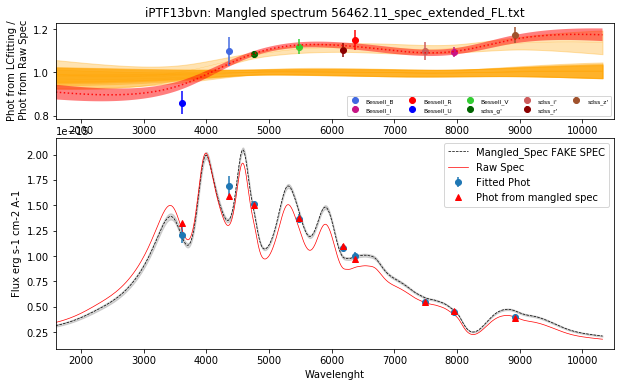 iPTF13bvn: Mangled spectrum 56462.11_spec_extended_FL.txt
Phot from LCfitting /
Phot from Raw Spec
1.2
1.0
0.8
Bessell_B
Bessell_I
Bessell_R
Bessell_U
Bessell_V
sdss_g'
sdss_i'
sdss_r'
sdss_z'
2000 3000 4000 5000 6000 7000 8000 9000 10000
Flux erg s-1 cm-2 A-1
2.00
1.75
1.50
1.25
1.00
0.75
0.50
0.25
Mangled_Spec FAKE SPEC
Raw Spec
Fitted Phot
Phot from mangled spec
2000 3000 4000 5000 6000 7000 8000 9000 10000
Wavelenght